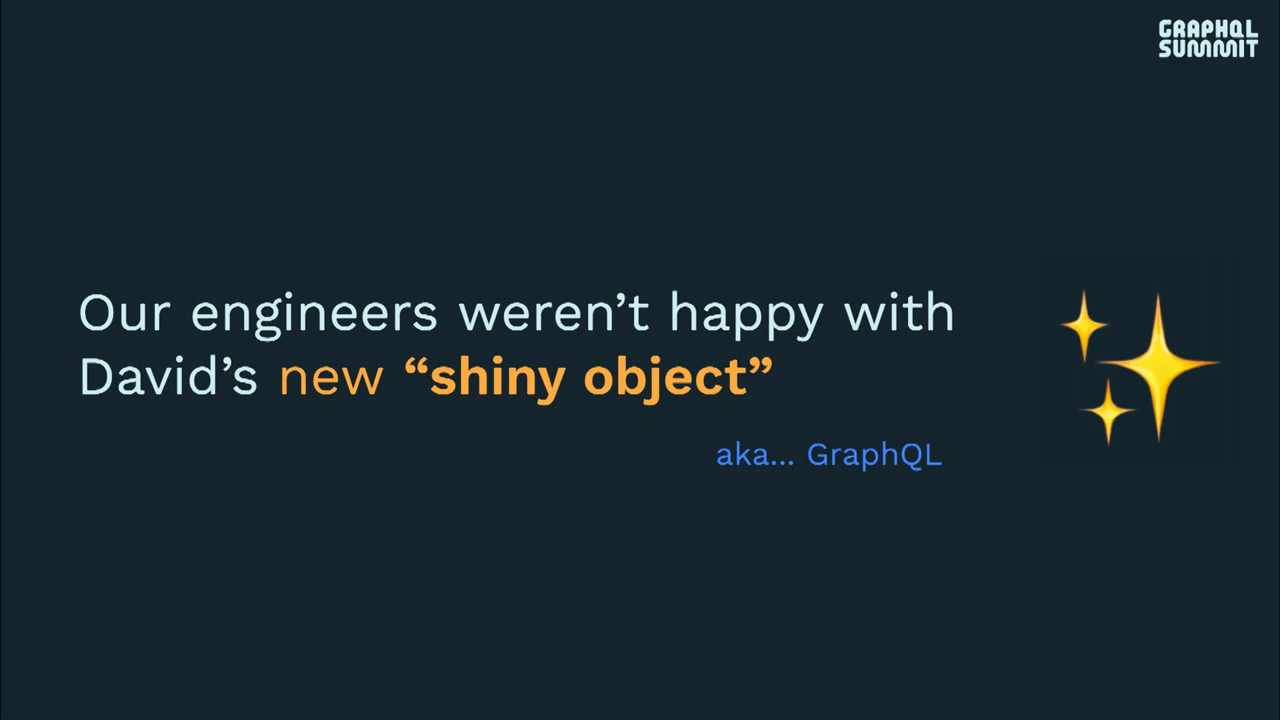 GRAPHQL
SUMMIT
Our engineers weren’t happy with
David’s new “shiny object”
aka... GraphQL